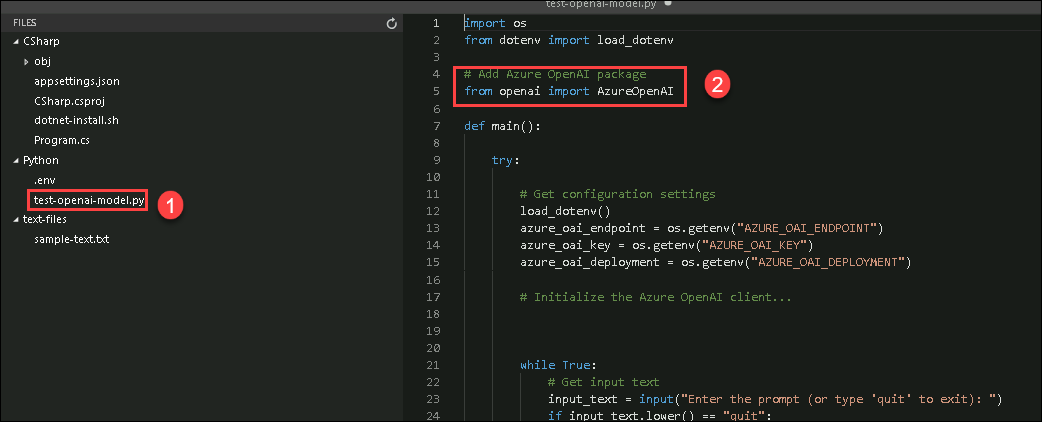 test-openai-model.py
FILES
CSharp
obj
appsettings.json
CSharp.csproj
dotnet-install.sh
Program.cs
Python
.env
test-openai-model.py
1
text-files
sample-text.txt
1 import os
2 from dotenv import load_dotenv
3
4 # Add Azure OpenAI package
5 from openai import AzureOpenAI
2
6
7 def main():
8
9 try:
10
11 # Get configuration settings
12 load_dotenv()
13 azure_oai_endpoint = os.getenv("AZURE_OAI_ENDPOINT")
14 azure_oai_key = os.getenv("AZURE_OAI_KEY")
15 azure_oai_deployment = os.getenv("AZURE_OAI_DEPLOYMENT")
16
17 # Initialize the Azure OpenAI client...
18
19
20
21 while True:
22 # Get input text
23 input_text = input("Enter the prompt (or type 'quit' to exit): ")
24 if input_text.lower() == "quit":